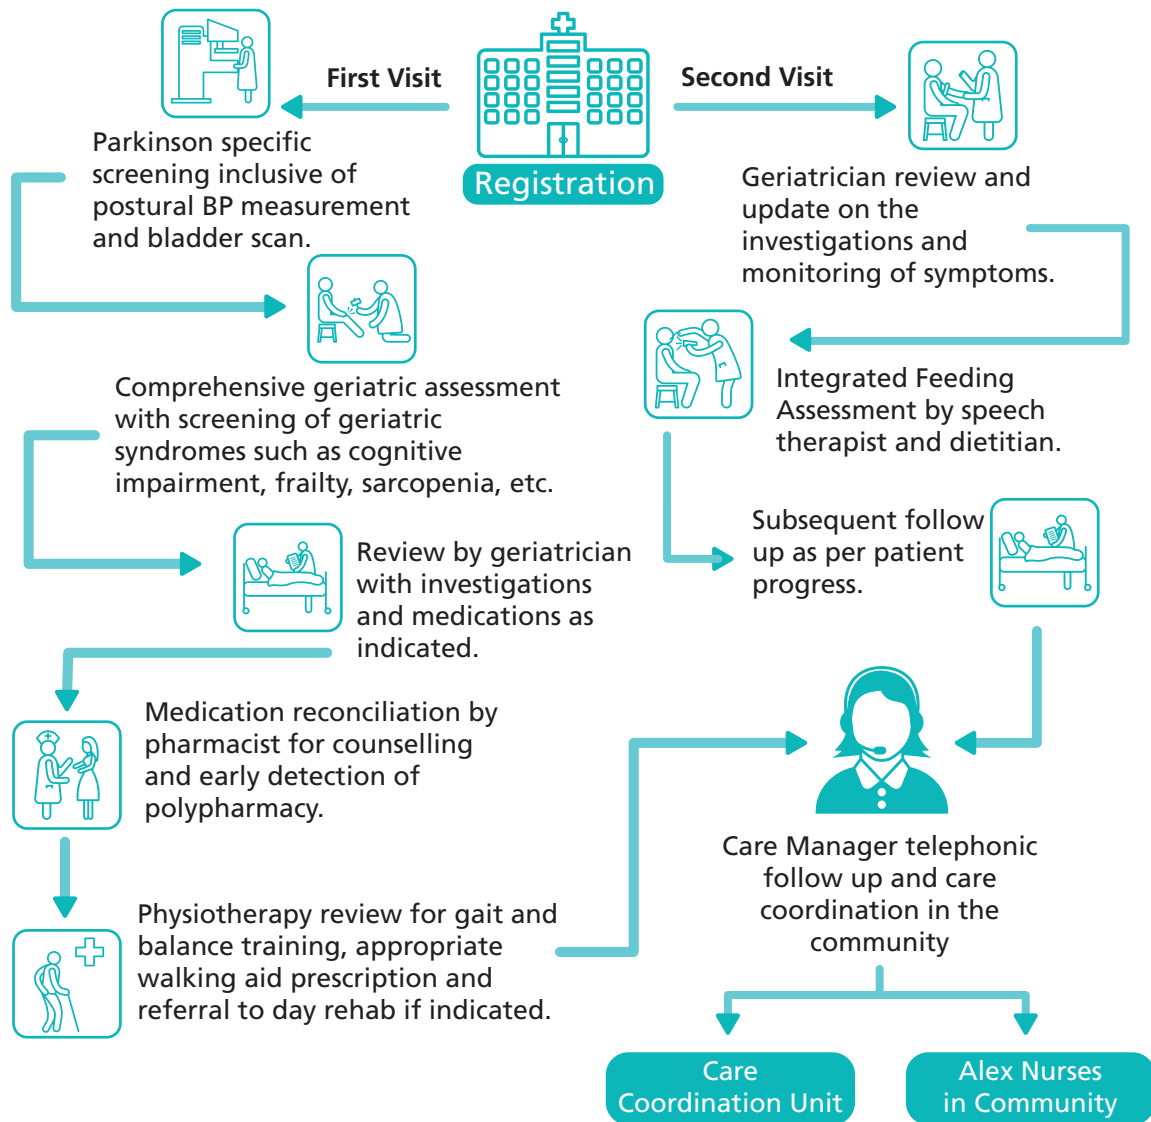 First Visit
Second Visit
Registration
Parkinson specific
screening inclusive of
postural BP measurement
and bladder scan.
Comprehensive geriatric assessment
with screening of geriatric
syndromes such as cognitive
impairment, frailty, sarcopenia, etc.
Review by geriatrician
with investigations
and medications as
indicated.
Medication reconciliation by
pharmacist for counselling
and early detection of
polypharmacy.
Physiotherapy review for gait and
balance training, appropriate
walking aid prescription and
referral to day rehab if indicated.
Geriatrician review and
update on the
investigations and
monitoring of symptoms.
Integrated Feeding
Assessment by speech
therapist and dietitian.
Subsequent follow
up as per patient
progress.
Care Manager telephonic
follow up and care
coordination in the
community
Care
Coordination Unit
Alex Nurses
in Community